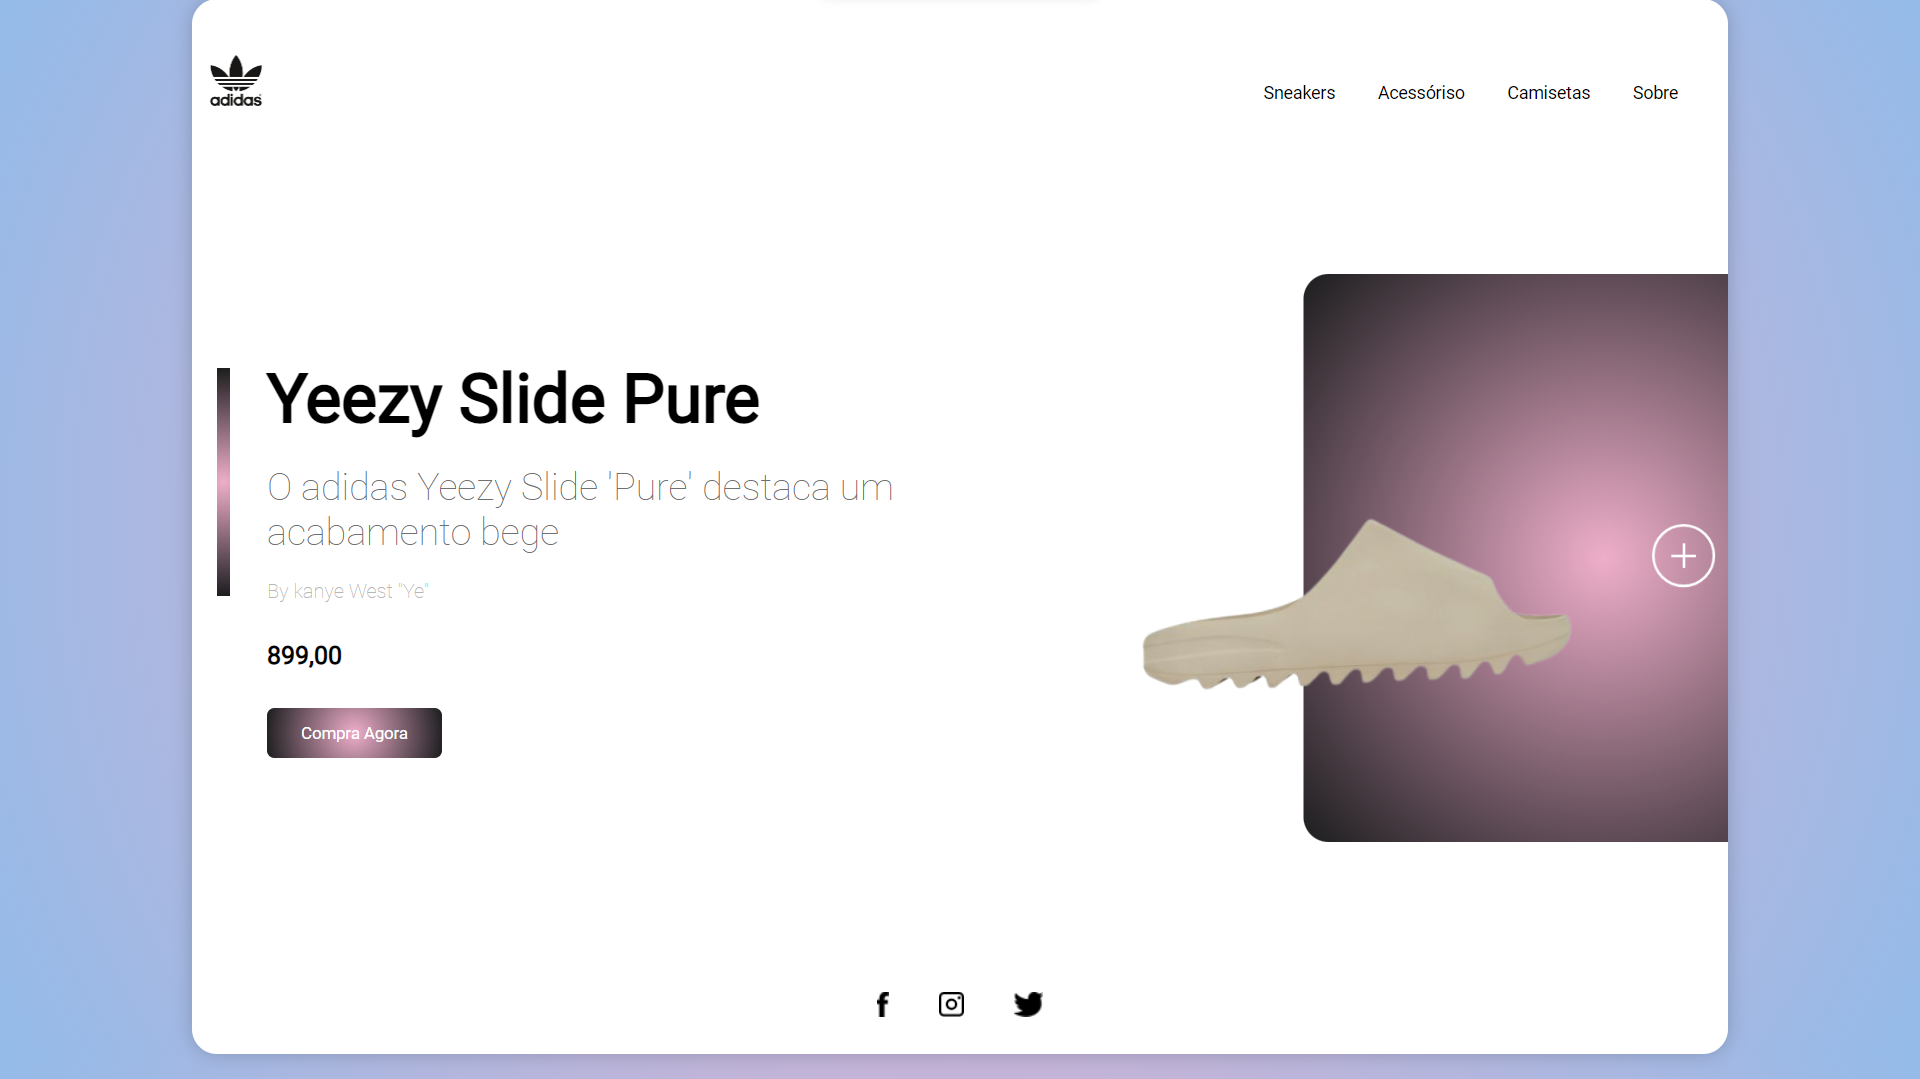 adidas
Sneakers Acessóriso Camisetas Sobre
Yeezy Slide Pure
O adidas Yeezy Slide 'Pure' destaca um
acabamento bege
By kanye West "Ye"
899,00
Compra Agora